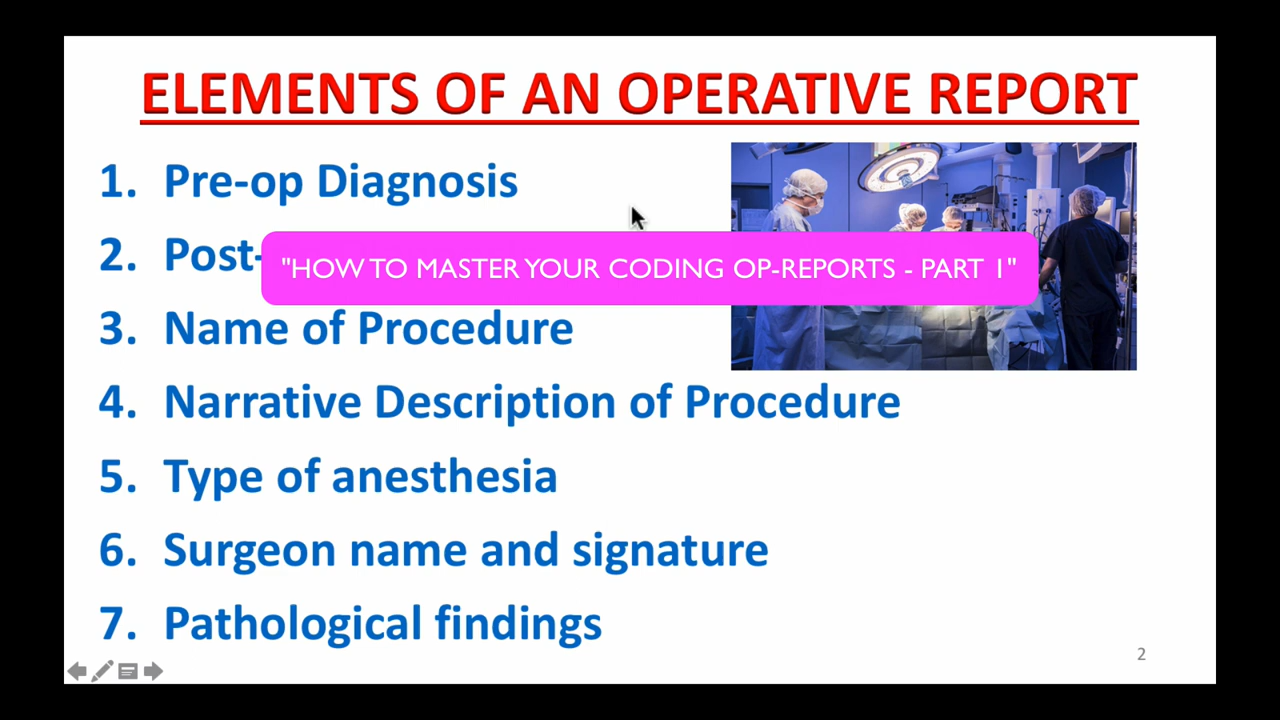 ELEMENTS OF AN OPERATIVE REPORT
1. Pre-op Diagnosis
2. Post-
"HOW TO MASTER YOUR CODING OP-REPORTS - PART 1"
3. Name of Procedure
4. Narrative Description of Procedure
5. Type of anesthesia
6. Surgeon name and signature
7. Pathological findings
2